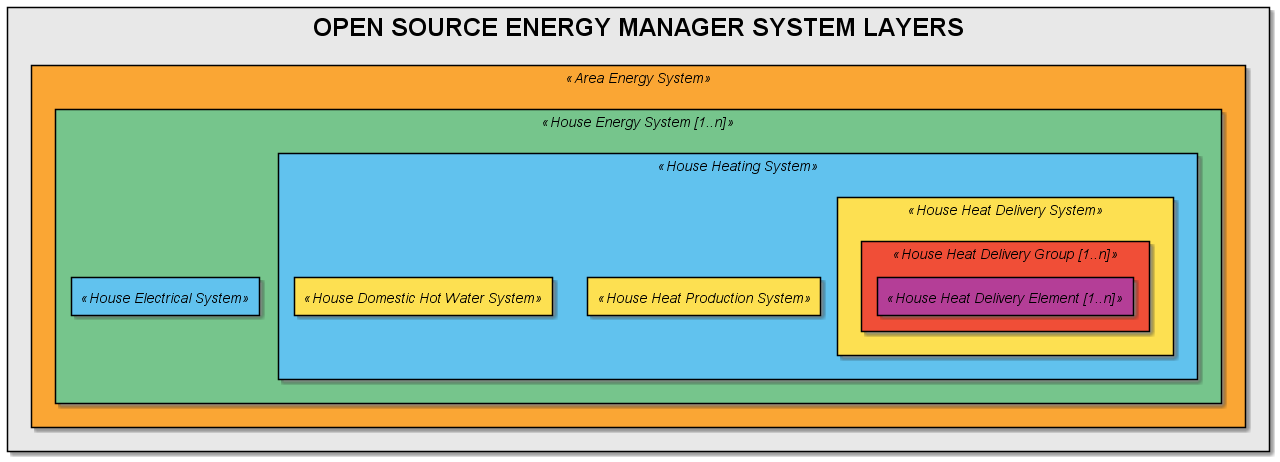 OPEN SOURCE ENERGY MANAGER SYSTEM LAYERS
«Area Energy System»
«House Energy System [1..n]»
«House Heating System»
«House Heat Delivery System»
«House Heat Delivery Group [1..n]»
«House Electrical System»
«House Domestic Hot Water System»
«House Heat Production System»
«House Heat Delivery Element [1..n]»